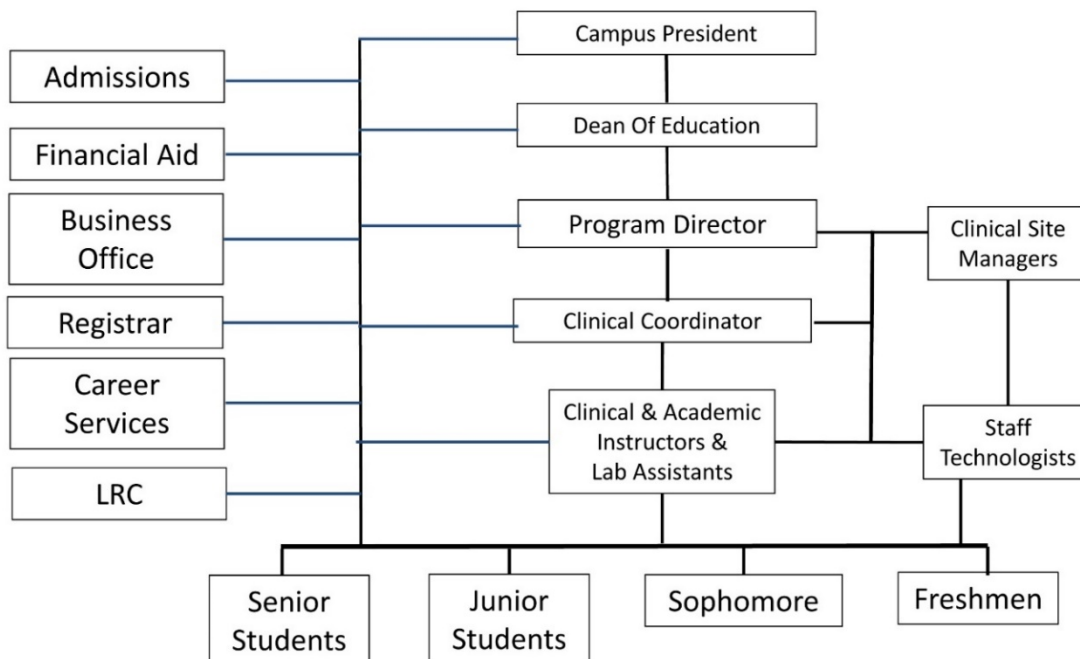 Campus President
Admissions
Dean Of Education
Financial Aid
Business
Office
Program Director
Clinical Site
Managers
Registrar
Clinical Coordinator
Career
Services
Clinical & Academic
Instructors &
Lab Assistants
Staff
Technologists
LRC
Senior
Students
Junior
Students
Sophomore
Freshmen